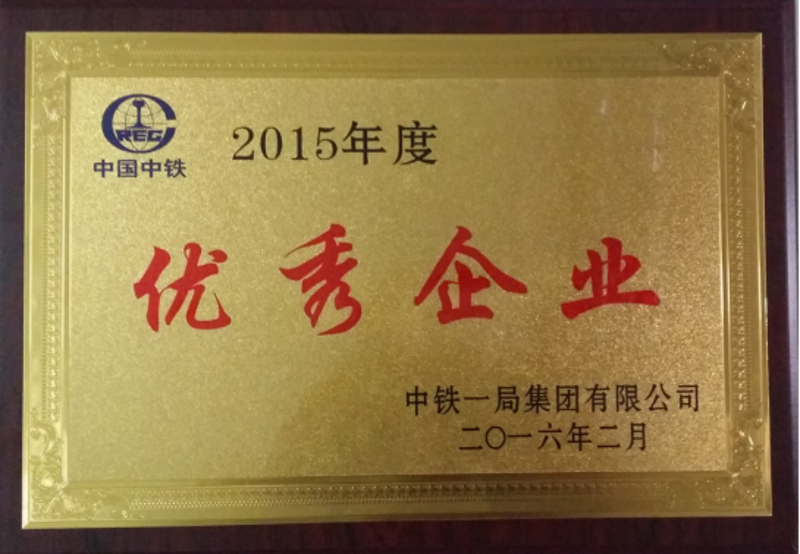 CREC
中国中铁
2015年度
优秀企业
中铁一局集团有限公司
二〇一六年二月